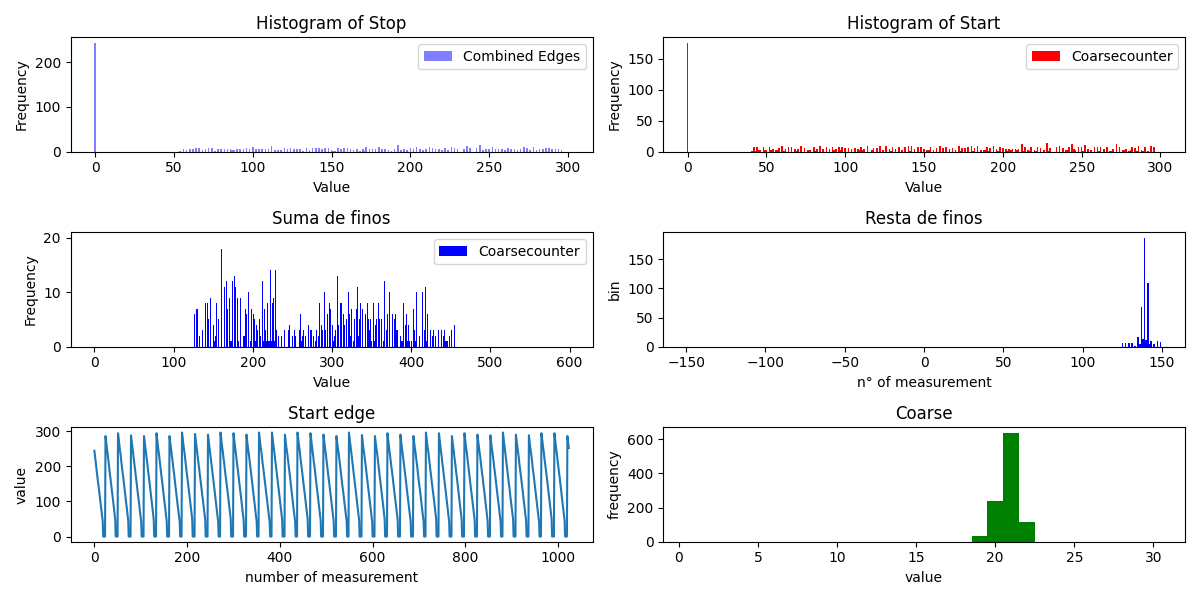 Histogram of Stop
Frequency
200
100
0
Combined Edges
0 50 100 150 200 250 300
Value
Histogram of Start
Frequency
150
100
50
0
Coarsecounter
0 50 100 150 200 250 300
Value
Suma de finos
Frequency
20
10
0
Coarsecounter
0 100 200 300 400 500 600
Value
Resta de finos
bin
150
100
50
0
−150 −100 −50 0 50 100 150
n° of measurement
Start edge
value
300
200
100
0
0 200 400 600 800 1000
number of measurement
Coarse
frequency
600
400
200
0
0 5 10 15 20 25 30
value